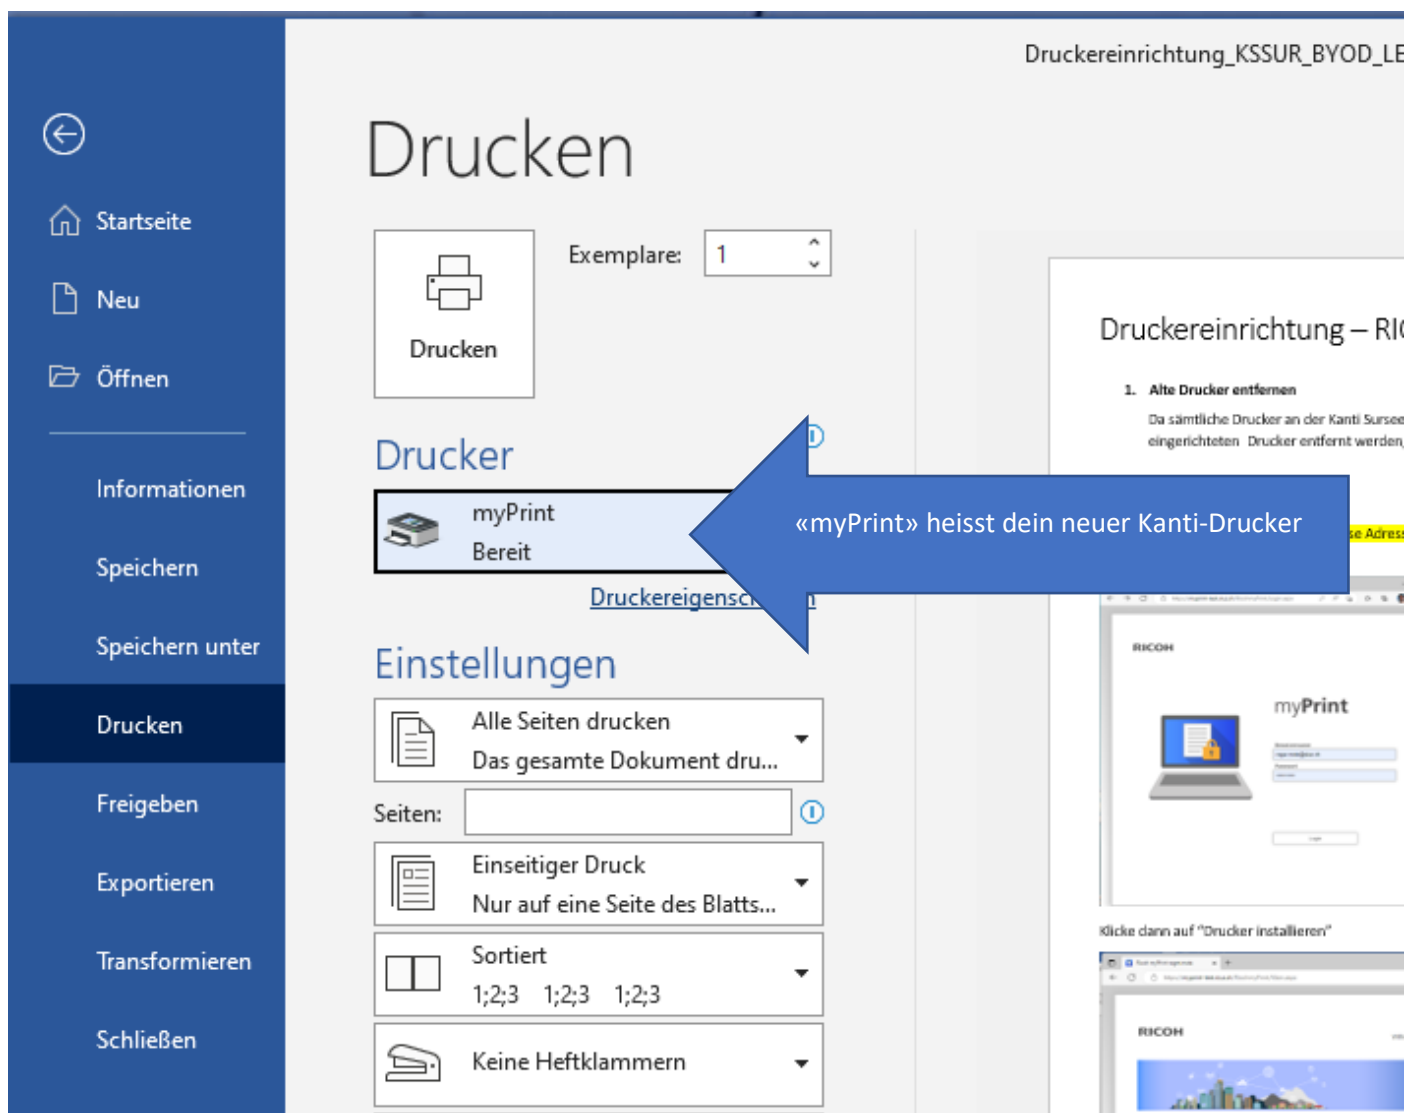 Druckereinrichtung_KSSUR_BYOD_LE
Drucken
Startseite
Neu
Öffnen
Informationen
Speichern
Speichern unter
Drucken
Freigeben
Exportieren
Transformieren
Schließen
Drucken
Exemplare: 1
Drucker
myPrint
Bereit
«myPrint» heisst dein neuer Kanti-Drucker
Einstellungen
Alle Seiten drucken
Das gesamte Dokument dru...
Seiten:
Einseitiger Druck
Nur auf eine Seite des Blatts...
Sortiert
1;2;3 1;2;3 1;2;3
Keine Heftklammern
Druckereinrichtung – RIC
1. Alte Drucker entfernen
Da sämtliche Drucker an der Kanti Sursee
eingerichteten Drucker entfernt werden,
se Adress
RICOH
myPrint
Klicke dann auf "Drucker installieren"
RICOH